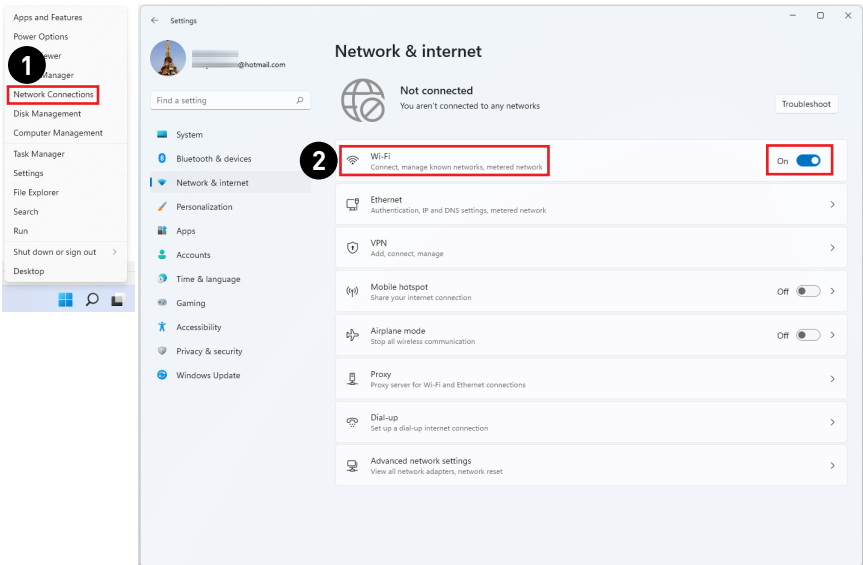 Apps and Features
Power Options
ewer
1
Manager
Network Connections
Disk Management
Computer Management
Task Manager
Settings
File Explorer
Search
Run
Shut down or sign out
Desktop
Settings
@hotmail.com
Find a setting
System
Bluetooth & devices
Network & internet
Personalization
Apps
Accounts
Time & language
Gaming
Accessibility
Privacy & security
Windows Update
Network & internet
Not connected
You aren't connected to any networks
Troubleshoot
2
Wi-Fi
Connect, manage known networks, metered network
On
Ethernet
Authentication, IP and DNS settings, metered network
VPN
Add, connect, manage
Mobile hotspot
Share your internet connection
Off
Airplane mode
Stop all wireless communication
Off
Proxy
Proxy server for Wi-Fi and Ethernet connections
Dial-up
Set up a dial-up internet connection
Advanced network settings
View all network adapters, network reset